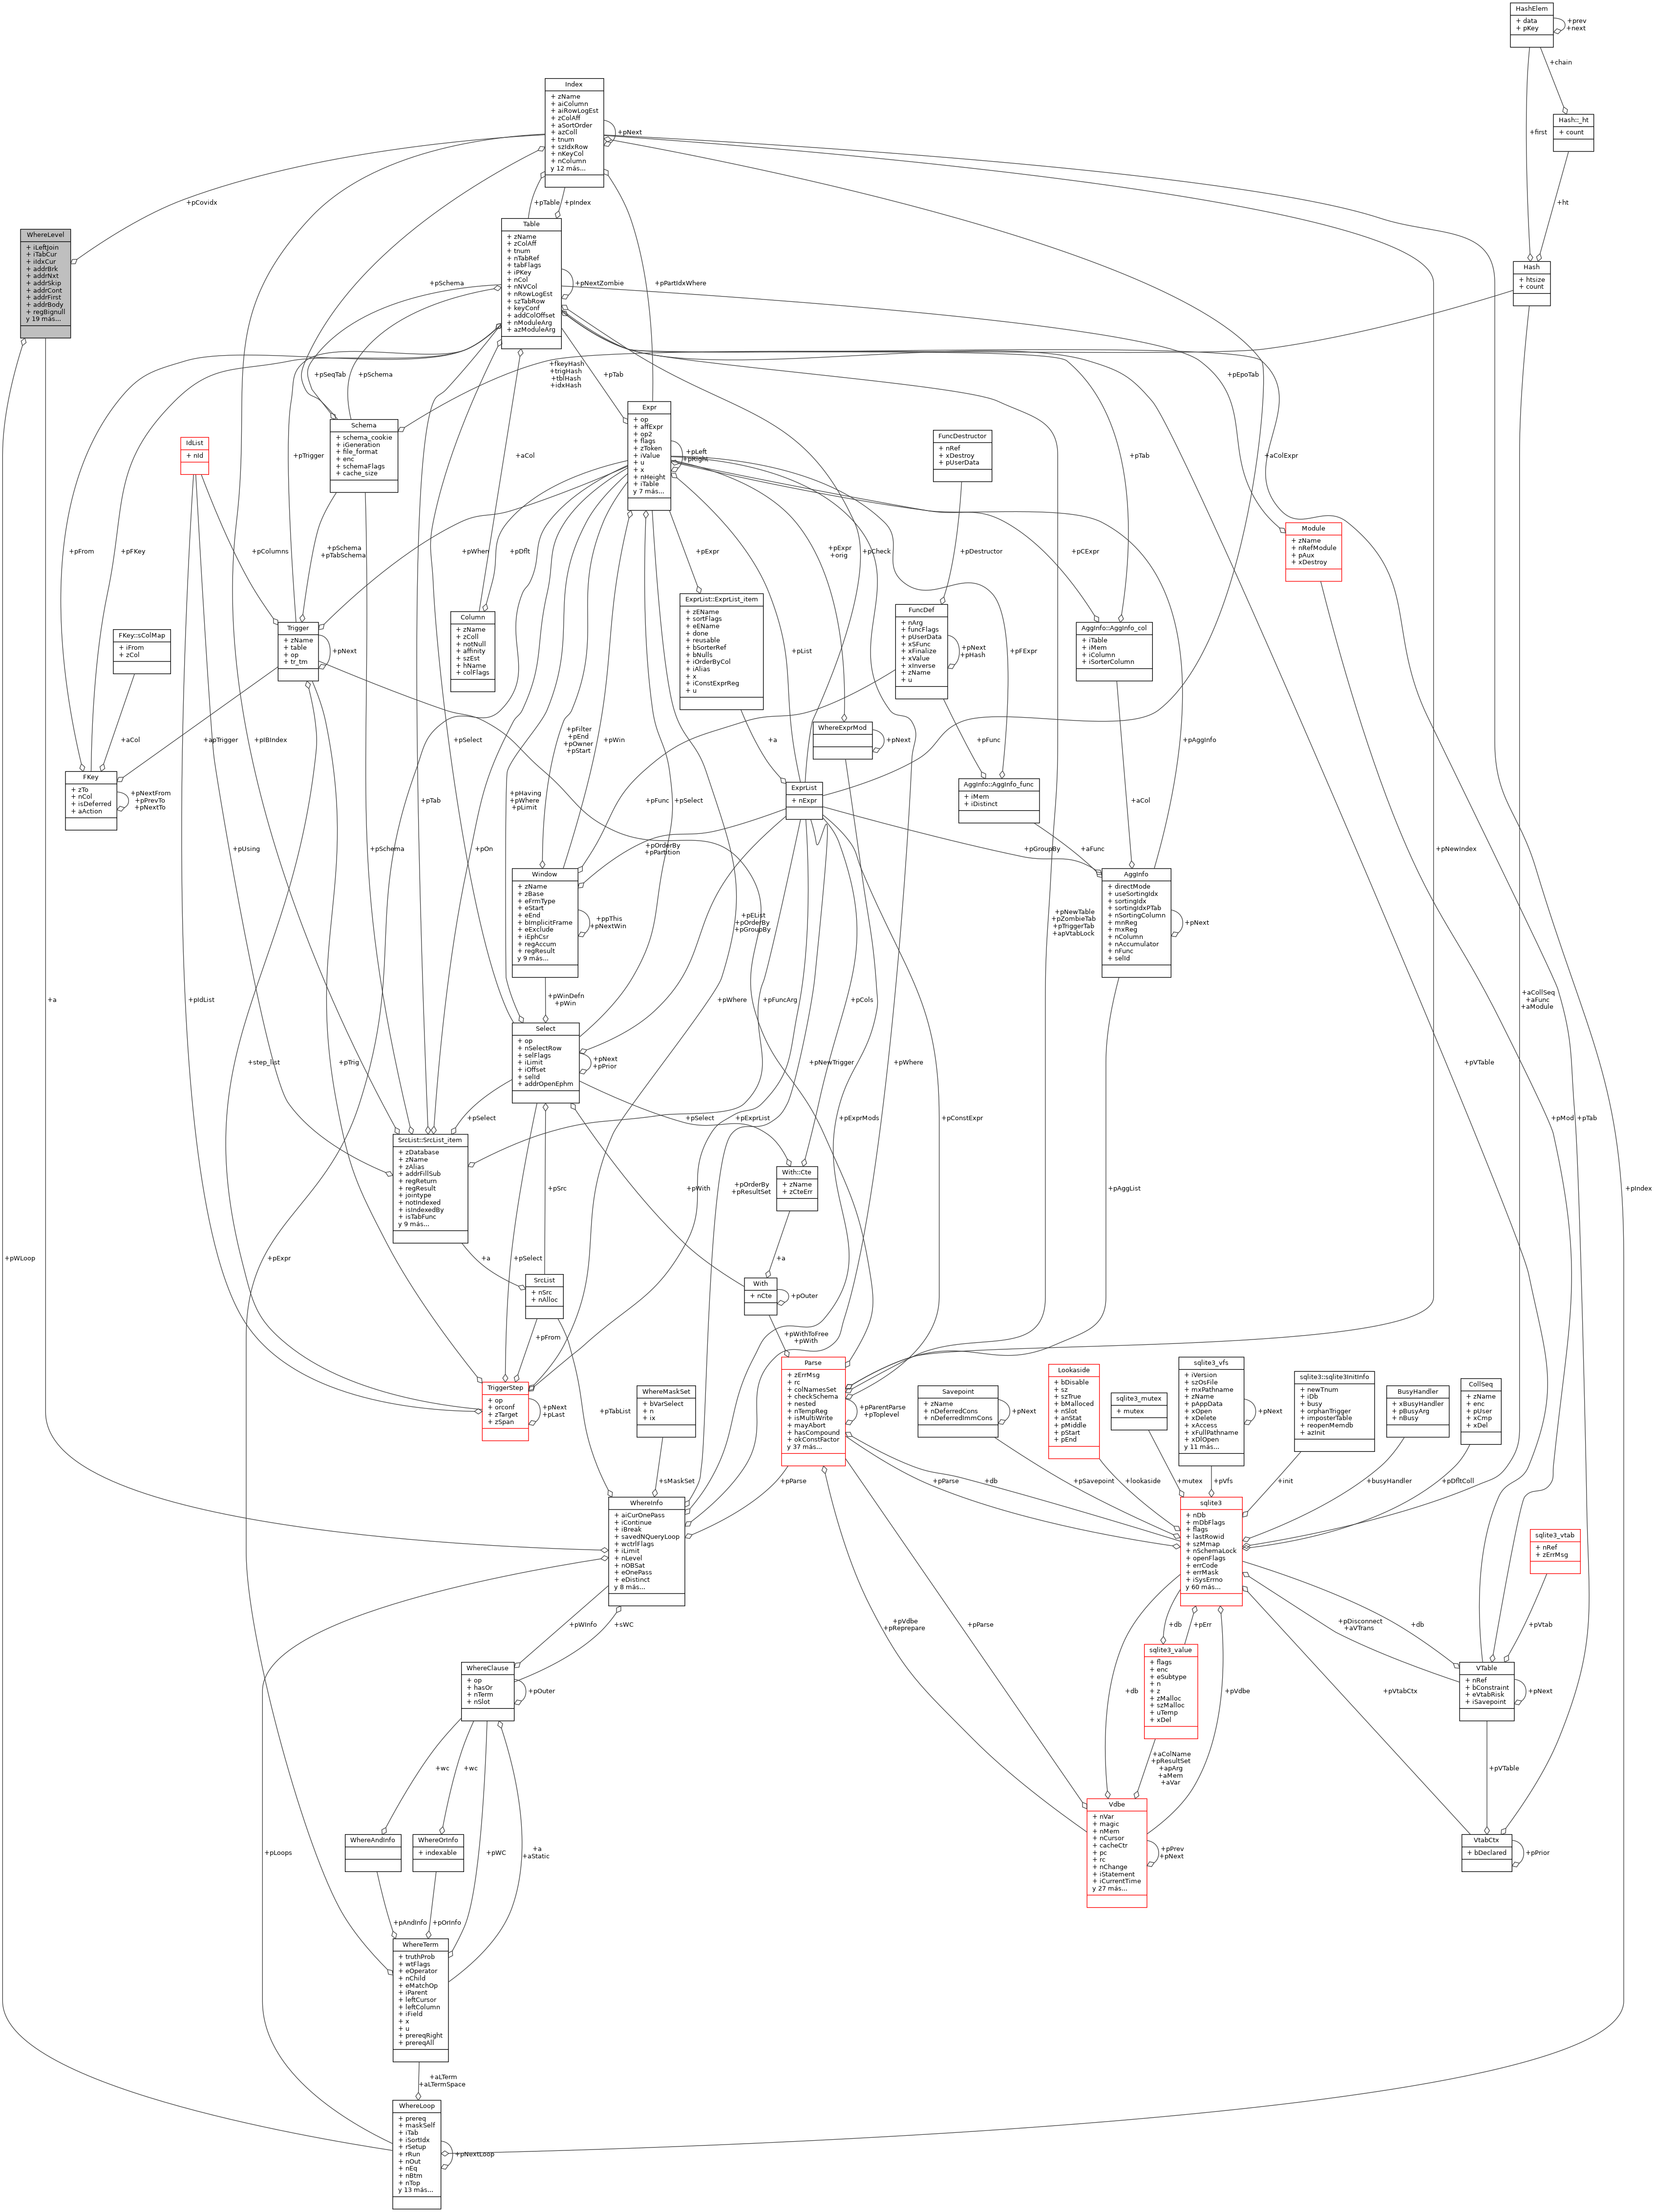 HashElem
+ data
+ pKey
+prev
+next
+chain
Index
+ zName
+ aiColumn
+ aiRowLogEst
+ zColAff
+ aSortOrder
+ azColl
+ tnum
+ szIdxRow
+ nKeyCol
+ nColumn
y 12 más...
+pNext
Hash::_ht
+ count
+first
+ht
+pCovidx
+pTable
+pIndex
WhereLevel
+ iLeftJoin
+ iTabCur
+ iIdxCur
+ addrBrk
+ addrNxt
+ addrSkip
+ addrCont
+ addrFirst
+ addrBody
+ regBignull
y 19 más...
Table
+ zName
+ zColAff
+ tnum
+ nTabRef
+ tabFlags
+ iPKey
+ nCol
+ nNVCol
+ nRowLogEst
+ szTabRow
+ keyConf
+ addColOffset
+ nModuleArg
+ azModuleArg
+pSchema
+pNextZombie
+pPartIdxWhere
Hash
+ htsize
+ count
+pSeqTab
+pSchema
+fkeyHash
+trigHash
+tblHash
+idxHash
+pTab
+pEpoTab
Schema
+ schema_cookie
+ iGeneration
+ file_format
+ enc
+ schemaFlags
+ cache_size
Expr
+ op
+ affExpr
+ op2
+ flags
+ zToken
+ iValue
+ u
+ x
+ nHeight
+ iTable
y 7 más...
+pLeft
+pRight
IdList
+ nId
+pTrigger
+aCol
FuncDestructor
+ nRef
+ xDestroy
+ pUserData
+pTab
+aColExpr
Module
+ zName
+ nRefModule
+ pAux
+ xDestroy
+pFrom
+pFKey
+pColumns
+pSchema
+pTabSchema
+pWhen
+pDflt
+pExpr
+pExpr
+orig
+pCheck
+pDestructor
+pCExpr
FKey::sColMap
+ iFrom
+ zCol
Trigger
+ zName
+ table
+ op
+ tr_tm
+pNext
Column
+ zName
+ zColl
+ notNull
+ affinity
+ szEst
+ hName
+ colFlags
ExprList::ExprList_item
+ zEName
+ sortFlags
+ eEName
+ done
+ reusable
+ bSorterRef
+ bNulls
+ iOrderByCol
+ iAlias
+ x
+ iConstExprReg
+ u
+pList
FuncDef
+ nArg
+ funcFlags
+ pUserData
+ xSFunc
+ xFinalize
+ xValue
+ xInverse
+ zName
+ u
+pNext
+pHash
+pFExpr
AggInfo::AggInfo_col
+ iTable
+ iMem
+ iColumn
+ iSorterColumn
+aCol
+apTrigger
+pIBIndex
+pSelect
+pFilter
+pEnd
+pOwner
+pStart
+pWin
+a
WhereExprMod
+pNext
+pFunc
+pAggInfo
FKey
+ zTo
+ nCol
+ isDeferred
+ aAction
+pNextFrom
+pPrevTo
+pNextTo
+pTab
+pHaving
+pWhere
+pLimit
+pFunc
+pSelect
ExprList
+ nExpr
AggInfo::AggInfo_func
+ iMem
+ iDistinct
+aCol
+pUsing
+pSchema
+pOn
+pOrderBy
+pPartition
+pGroupBy
+aFunc
+pNewIndex
Window
+ zName
+ zBase
+ eFrmType
+ eStart
+ eEnd
+ bImplicitFrame
+ eExclude
+ iEphCsr
+ regAccum
+ regResult
y 9 más...
+ppThis
+pNextWin
+pEList
+pOrderBy
+pGroupBy
AggInfo
+ directMode
+ useSortingIdx
+ sortingIdx
+ sortingIdxPTab
+ nSortingColumn
+ mnReg
+ mxReg
+ nColumn
+ nAccumulator
+ nFunc
+ selId
+pNext
+pNewTable
+pZombieTab
+pTriggerTab
+apVtabLock
+a
+pIdList
+pWinDefn
+pWin
+pWhere
+pFuncArg
+pCols
+aCollSeq
+aFunc
+aModule
+step_list
+pTrig
Select
+ op
+ nSelectRow
+ selFlags
+ iLimit
+ iOffset
+ selId
+ addrOpenEphm
+pNext
+pPrior
+pNewTrigger
+pWhere
+pVTable
+pSelect
+pSelect
+pExprList
+pExprMods
+pConstExpr
+pMod
+pTab
SrcList::SrcList_item
+ zDatabase
+ zName
+ zAlias
+ addrFillSub
+ regReturn
+ regResult
+ jointype
+ notIndexed
+ isIndexedBy
+ isTabFunc
y 9 más...
+pSrc
+pWith
+pOrderBy
+pResultSet
With::Cte
+ zName
+ zCteErr
+pAggList
+pIndex
+pWLoop
+pExpr
+a
+pSelect
+a
SrcList
+ nSrc
+ nAlloc
With
+ nCte
+pOuter
+pFrom
+pWithToFree
+pWith
TriggerStep
+ op
+ orconf
+ zTarget
+ zSpan
+pNext
+pLast
+pTabList
WhereMaskSet
+ bVarSelect
+ n
+ ix
Parse
+ zErrMsg
+ rc
+ colNamesSet
+ checkSchema
+ nested
+ nTempReg
+ isMultiWrite
+ mayAbort
+ hasCompound
+ okConstFactor
y 37 más...
+pParentParse
+pToplevel
Savepoint
+ zName
+ nDeferredCons
+ nDeferredImmCons
+pNext
Lookaside
+ bDisable
+ sz
+ szTrue
+ bMalloced
+ nSlot
+ anStat
+ pMiddle
+ pStart
+ pEnd
sqlite3_mutex
+ mutex
sqlite3_vfs
+ iVersion
+ szOsFile
+ mxPathname
+ zName
+ pAppData
+ xOpen
+ xDelete
+ xAccess
+ xFullPathname
+ xDlOpen
y 11 más...
+pNext
sqlite3::sqlite3InitInfo
+ newTnum
+ iDb
+ busy
+ orphanTrigger
+ imposterTable
+ reopenMemdb
+ azInit
BusyHandler
+ xBusyHandler
+ pBusyArg
+ nBusy
CollSeq
+ zName
+ enc
+ pUser
+ xCmp
+ xDel
+sMaskSet
+pParse
+pParse
+db
+pSavepoint
+lookaside
+mutex
+pVfs
+init
+busyHandler
+pDfltColl
WhereInfo
+ aiCurOnePass
+ iContinue
+ iBreak
+ savedNQueryLoop
+ wctrlFlags
+ iLimit
+ nLevel
+ nOBSat
+ eOnePass
+ eDistinct
y 8 más...
sqlite3
+ nDb
+ mDbFlags
+ flags
+ lastRowid
+ szMmap
+ nSchemaLock
+ openFlags
+ errCode
+ errMask
+ iSysErrno
y 60 más...
sqlite3_vtab
+ nRef
+ zErrMsg
+pWInfo
+sWC
+pVdbe
+pReprepare
+pParse
+db
+pErr
+pDisconnect
+aVTrans
+db
+pVtab
WhereClause
+ op
+ hasOr
+ nTerm
+ nSlot
+pOuter
sqlite3_value
+ flags
+ enc
+ eSubtype
+ n
+ z
+ zMalloc
+ szMalloc
+ uTemp
+ xDel
+db
+pVdbe
+pVtabCtx
VTable
+ nRef
+ bConstraint
+ eVtabRisk
+ iSavepoint
+pNext
+wc
+wc
+aColName
+pResultSet
+apArg
+aMem
+aVar
+pVTable
Vdbe
+ nVar
+ magic
+ nMem
+ nCursor
+ cacheCtr
+ pc
+ rc
+ nChange
+ iStatement
+ iCurrentTime
y 27 más...
+pPrev
+pNext
VtabCtx
+ bDeclared
+pPrior
WhereAndInfo
WhereOrInfo
+ indexable
+pLoops
+pWC
+a
+aStatic
+pAndInfo
+pOrInfo
WhereTerm
+ truthProb
+ wtFlags
+ eOperator
+ nChild
+ eMatchOp
+ iParent
+ leftCursor
+ leftColumn
+ iField
+ x
+ u
+ prereqRight
+ prereqAll
+aLTerm
+aLTermSpace
WhereLoop
+ prereq
+ maskSelf
+ iTab
+ iSortIdx
+ rSetup
+ rRun
+ nOut
+ nEq
+ nBtm
+ nTop
y 13 más...
+pNextLoop